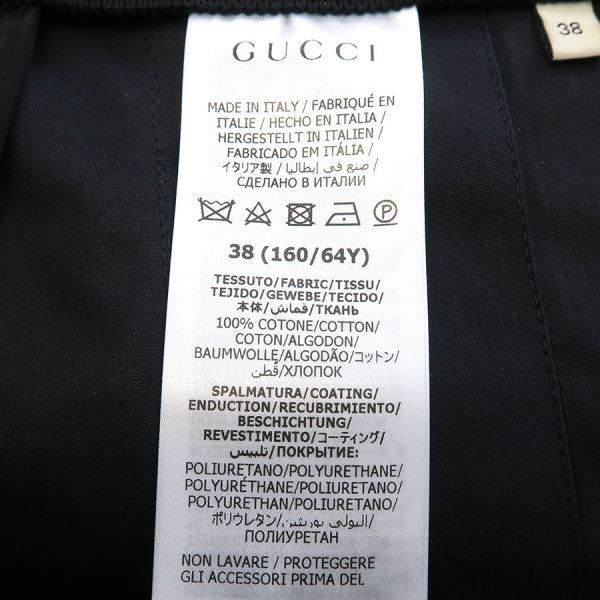 38
GUCCI
MADE IN ITALY / FABRIQUÉ EN
ITALIE / HECHO EN ITALIA /
HERGESTELLT IN ITALIEN /
FABRICADO EM ITÁLIA /
イタリア製 / صنع في إيطاليا /
СДЕЛАНО В ИТАЛИИ
P
38 (160/64Y)
TESSUTO/FABRIC/TISSU/
TEJIDO/GEWEBE/TECIDO/
本体/قماش/ТКАНЬ
100% COTONE/COTTON/
COTON/ALGODON/
BAUMWOLLE/ALGODÃO/コットン/
قطن/ХЛОПОК
SPALMATURA/COATING/
ENDUCTION/RECUBRIMIENTO/
BESCHICHTUNG/
REVESTIMENTO/コーティング/
تلبيس/ПОКРЫТИЕ:
POLIURETANO/POLYURETHANE/
POLYURÉTHANE/POLIURETANO/
POLYURETHAN/POLIURETANO/
ポリウレタン/البولي يوريثين/
ПОЛИУРЕТАН
NON LAVARE / PROTEGGERE
GLI ACCESSORI PRIMA DEL